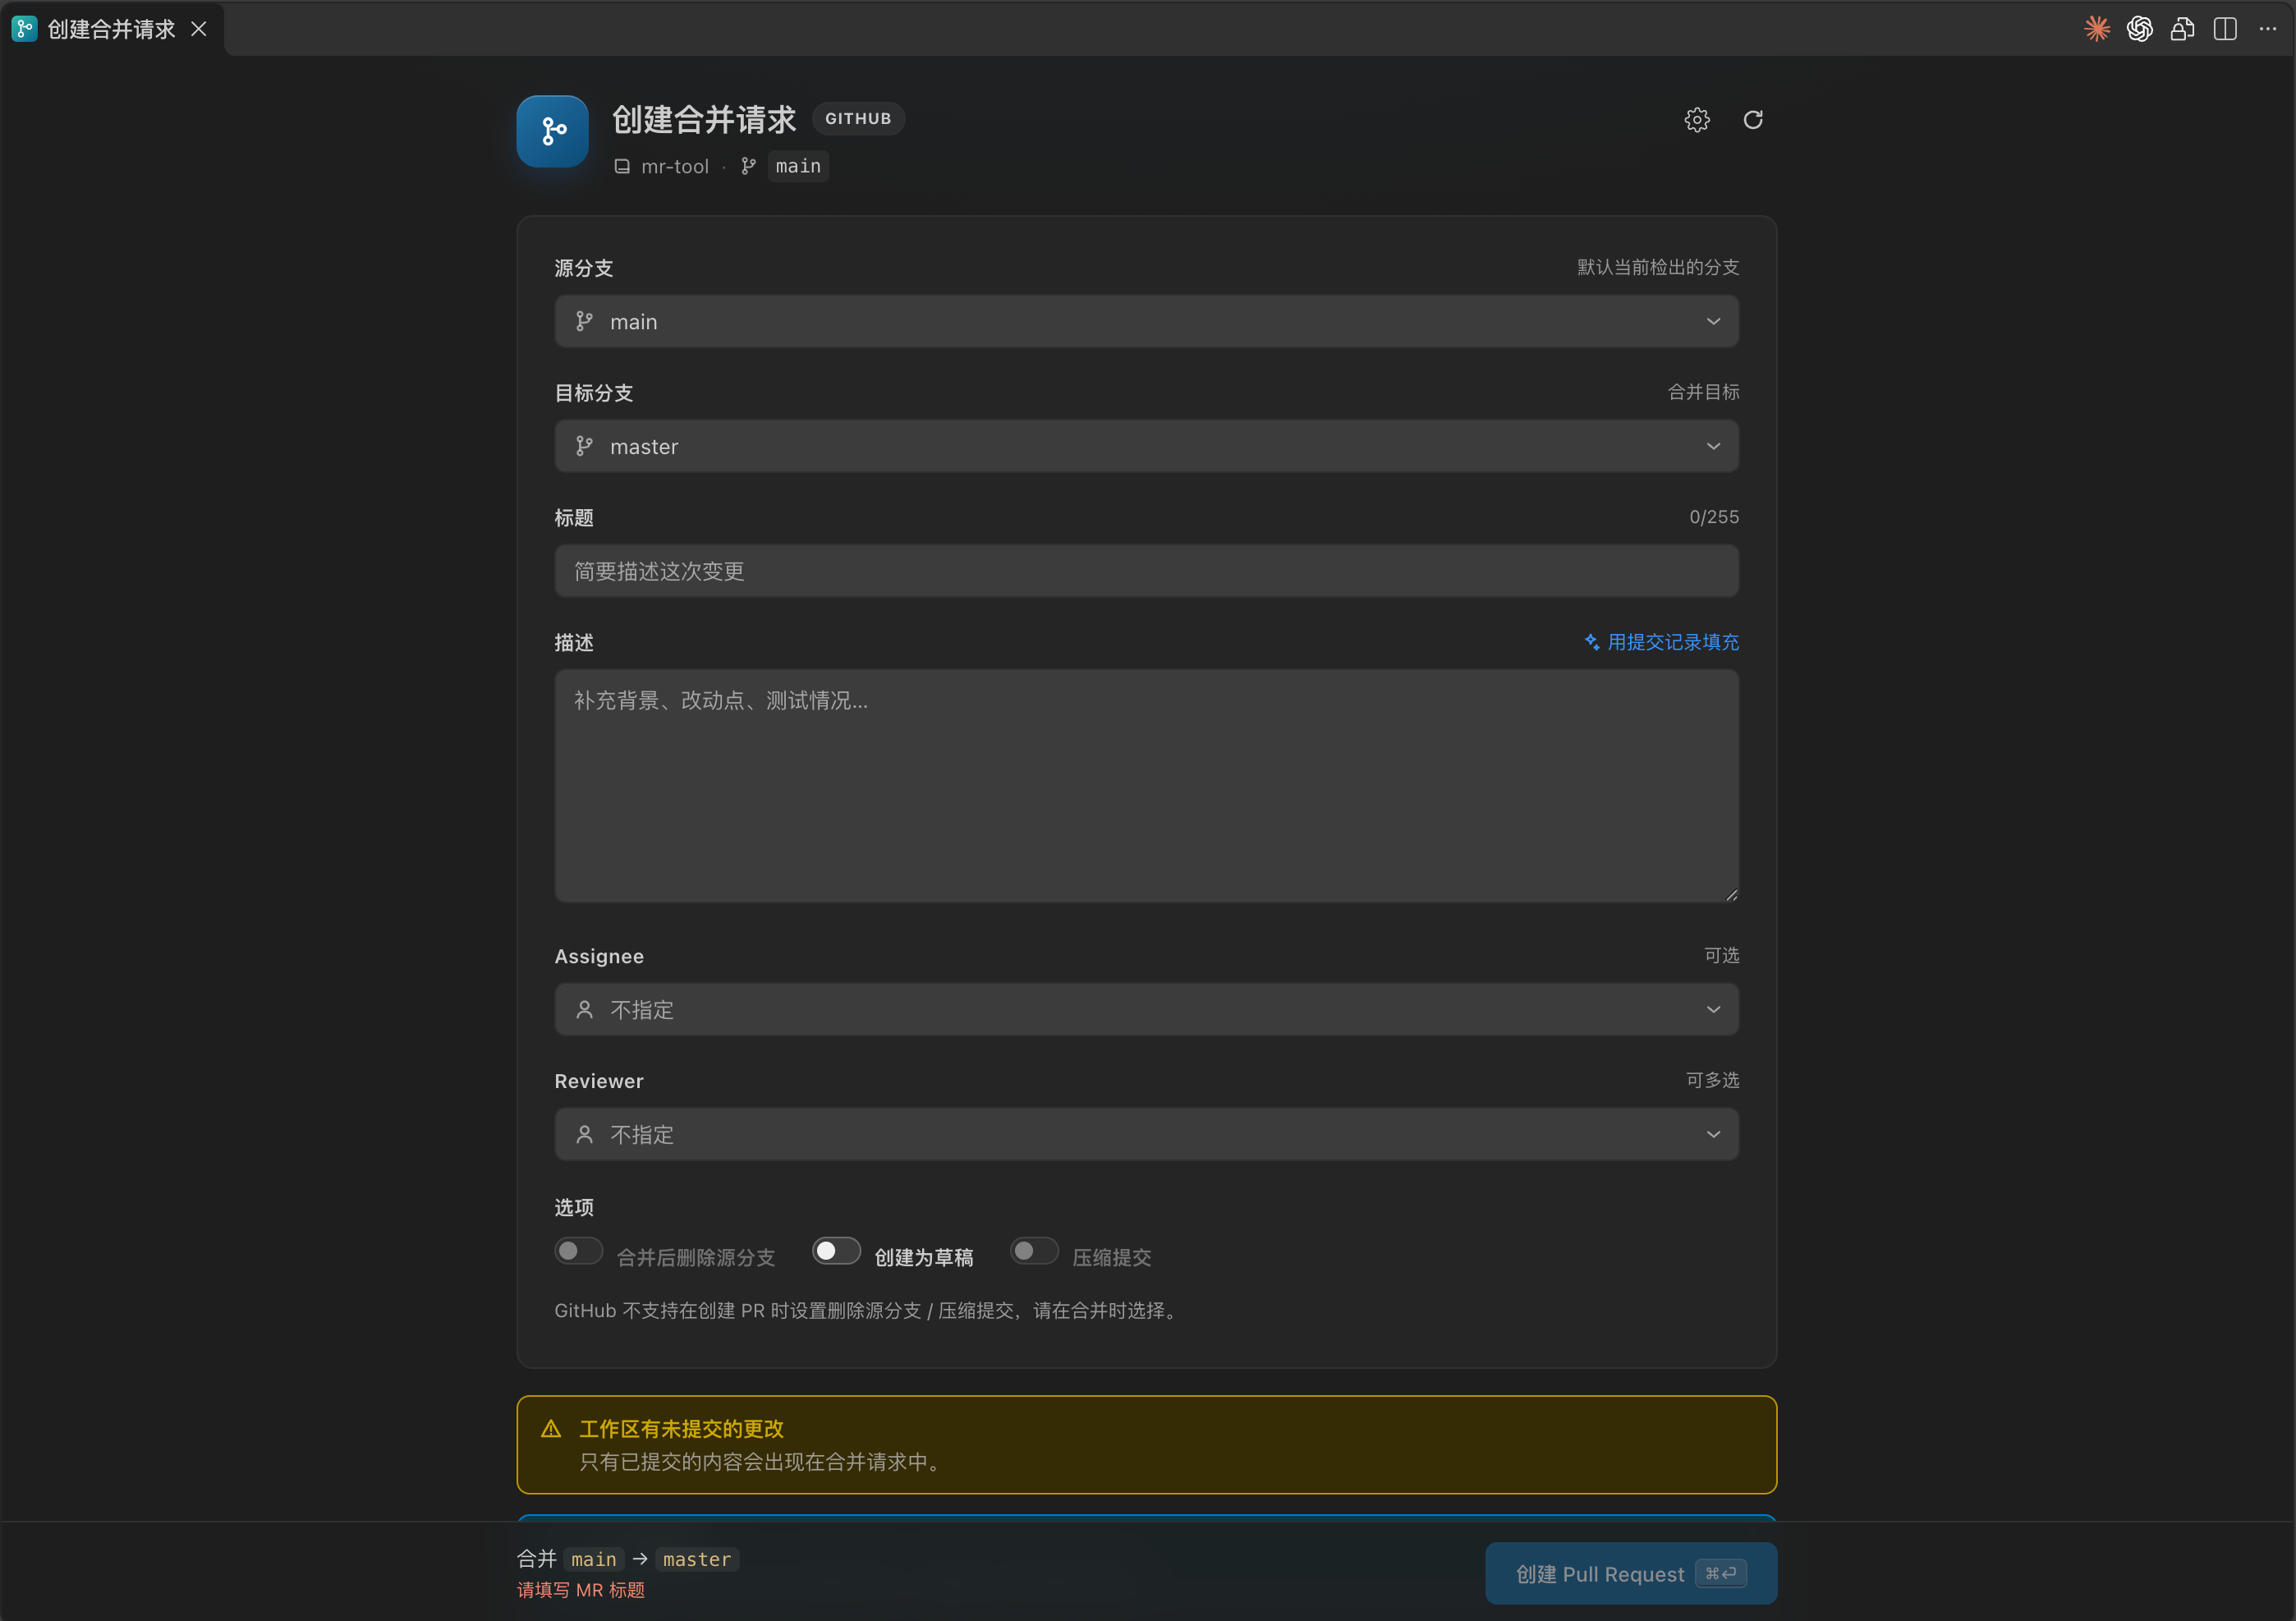 创建合并请求
创建合并请求 GITHUB
mr-tool · main
源分支 默认当前检出的分支
main
目标分支 合并目标
master
标题 0/255
简要描述这次变更
描述 用提交记录填充
补充背景、改动点、测试情况...
Assignee 可选
不指定
Reviewer 可多选
不指定
选项
合并后删除源分支 创建为草稿 压缩提交
GitHub 不支持在创建 PR 时设置删除源分支 / 压缩提交，请在合并时选择。
工作区有未提交的更改
只有已提交的内容会出现在合并请求中。
合并 main → master
请填写 MR 标题
创建 Pull Request ⌘⏎